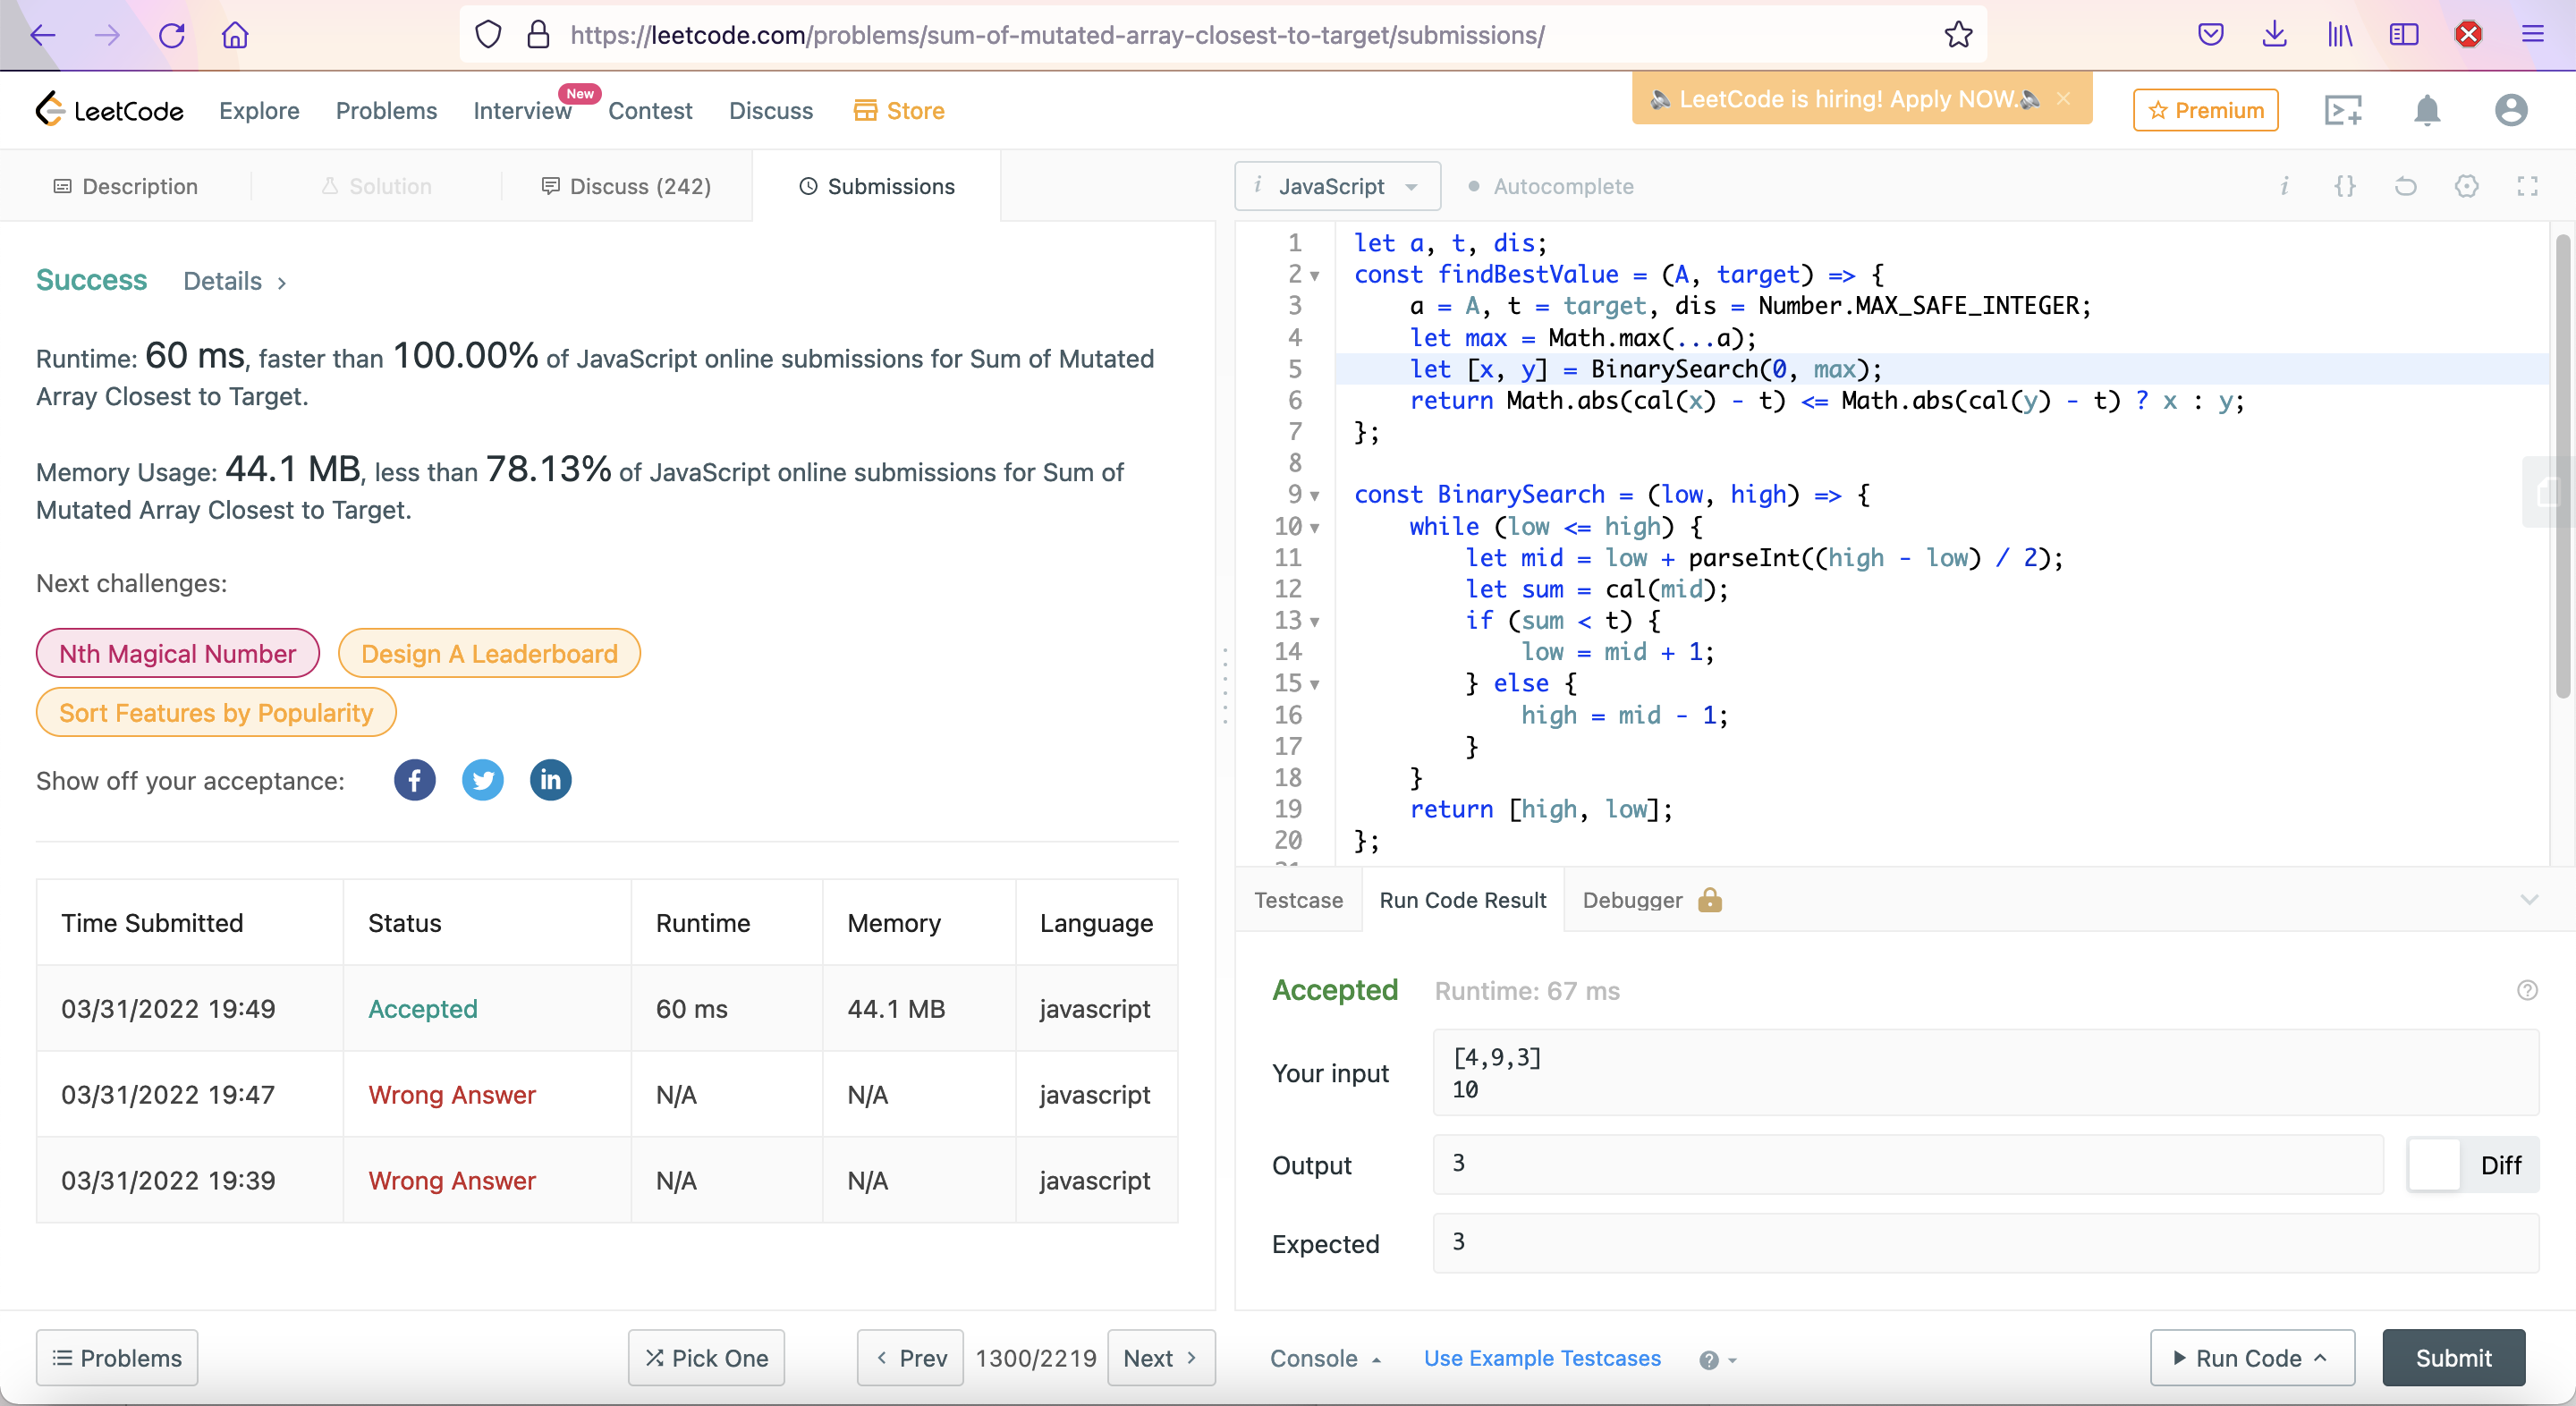 https://leetcode.com/problems/sum-of-mutated-array-closest-to-target/submissions/
LeetCode
Explore
Problems
Interview
New
Contest
Discuss
Store
LeetCode is hiring! Apply NOW.
Premium
Description
Solution
Discuss (242)
Submissions
i JavaScript
Autocomplete
Success Details >
Runtime: 60 ms, faster than 100.00% of JavaScript online submissions for Sum of Mutated
Array Closest to Target.
Memory Usage: 44.1 MB, less than 78.13% of JavaScript online submissions for Sum of
Mutated Array Closest to Target.
Next challenges:
Nth Magical Number
Design A Leaderboard
Sort Features by Popularity
Show off your acceptance:
Time Submitted Status Runtime Memory Language
03/31/2022 19:49 Accepted 60 ms 44.1 MB javascript
03/31/2022 19:47 Wrong Answer N/A N/A javascript
03/31/2022 19:39 Wrong Answer N/A N/A javascript
Problems
Pick One
< Prev
1300/2219
Next >
1 let a, t, dis;
2 const findBestValue = (A, target) => {
3 a = A, t = target, dis = Number.MAX_SAFE_INTEGER;
4 let max = Math.max(...a);
5 let [x, y] = BinarySearch(0, max);
6 return Math.abs(cal(x) - t) <= Math.abs(cal(y) - t) ? x : y;
7 };
8
9 const BinarySearch = (low, high) => {
10 while (low <= high) {
11 let mid = low + parseInt((high - low) / 2);
12 let sum = cal(mid);
13 if (sum < t) {
14 low = mid + 1;
15 } else {
16 high = mid - 1;
17 }
18 }
19 return [high, low];
20 };
Testcase
Run Code Result
Debugger
Accepted Runtime: 67 ms
Your input
[4,9,3]
10
Output
3
Diff
Expected
3
Console
Use Example Testcases
Run Code
Submit